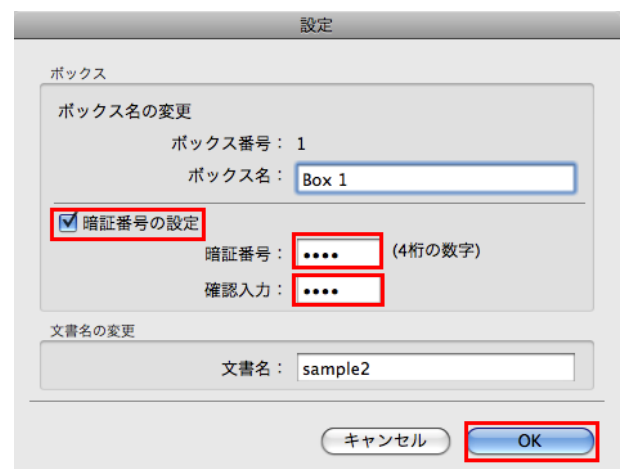 設定
ボックス
ボックス名の変更
ボックス番号： 1
ボックス名： Box 1
暗証番号の設定
暗証番号： •••• (4桁の数字)
確認入力： ••••
文書名の変更
文書名： sample2
キャンセル OK